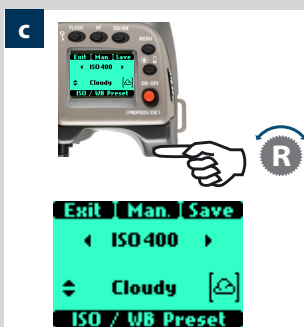 c
FLASH AF ISO/WB
MENU
Exit Man. Save
ISO 400
Cloudy
ISO / WB Preset
ON•OFF
(PROFILES/ESC)
R
Exit Man. Save
ISO 400
Cloudy
ISO / WB Preset